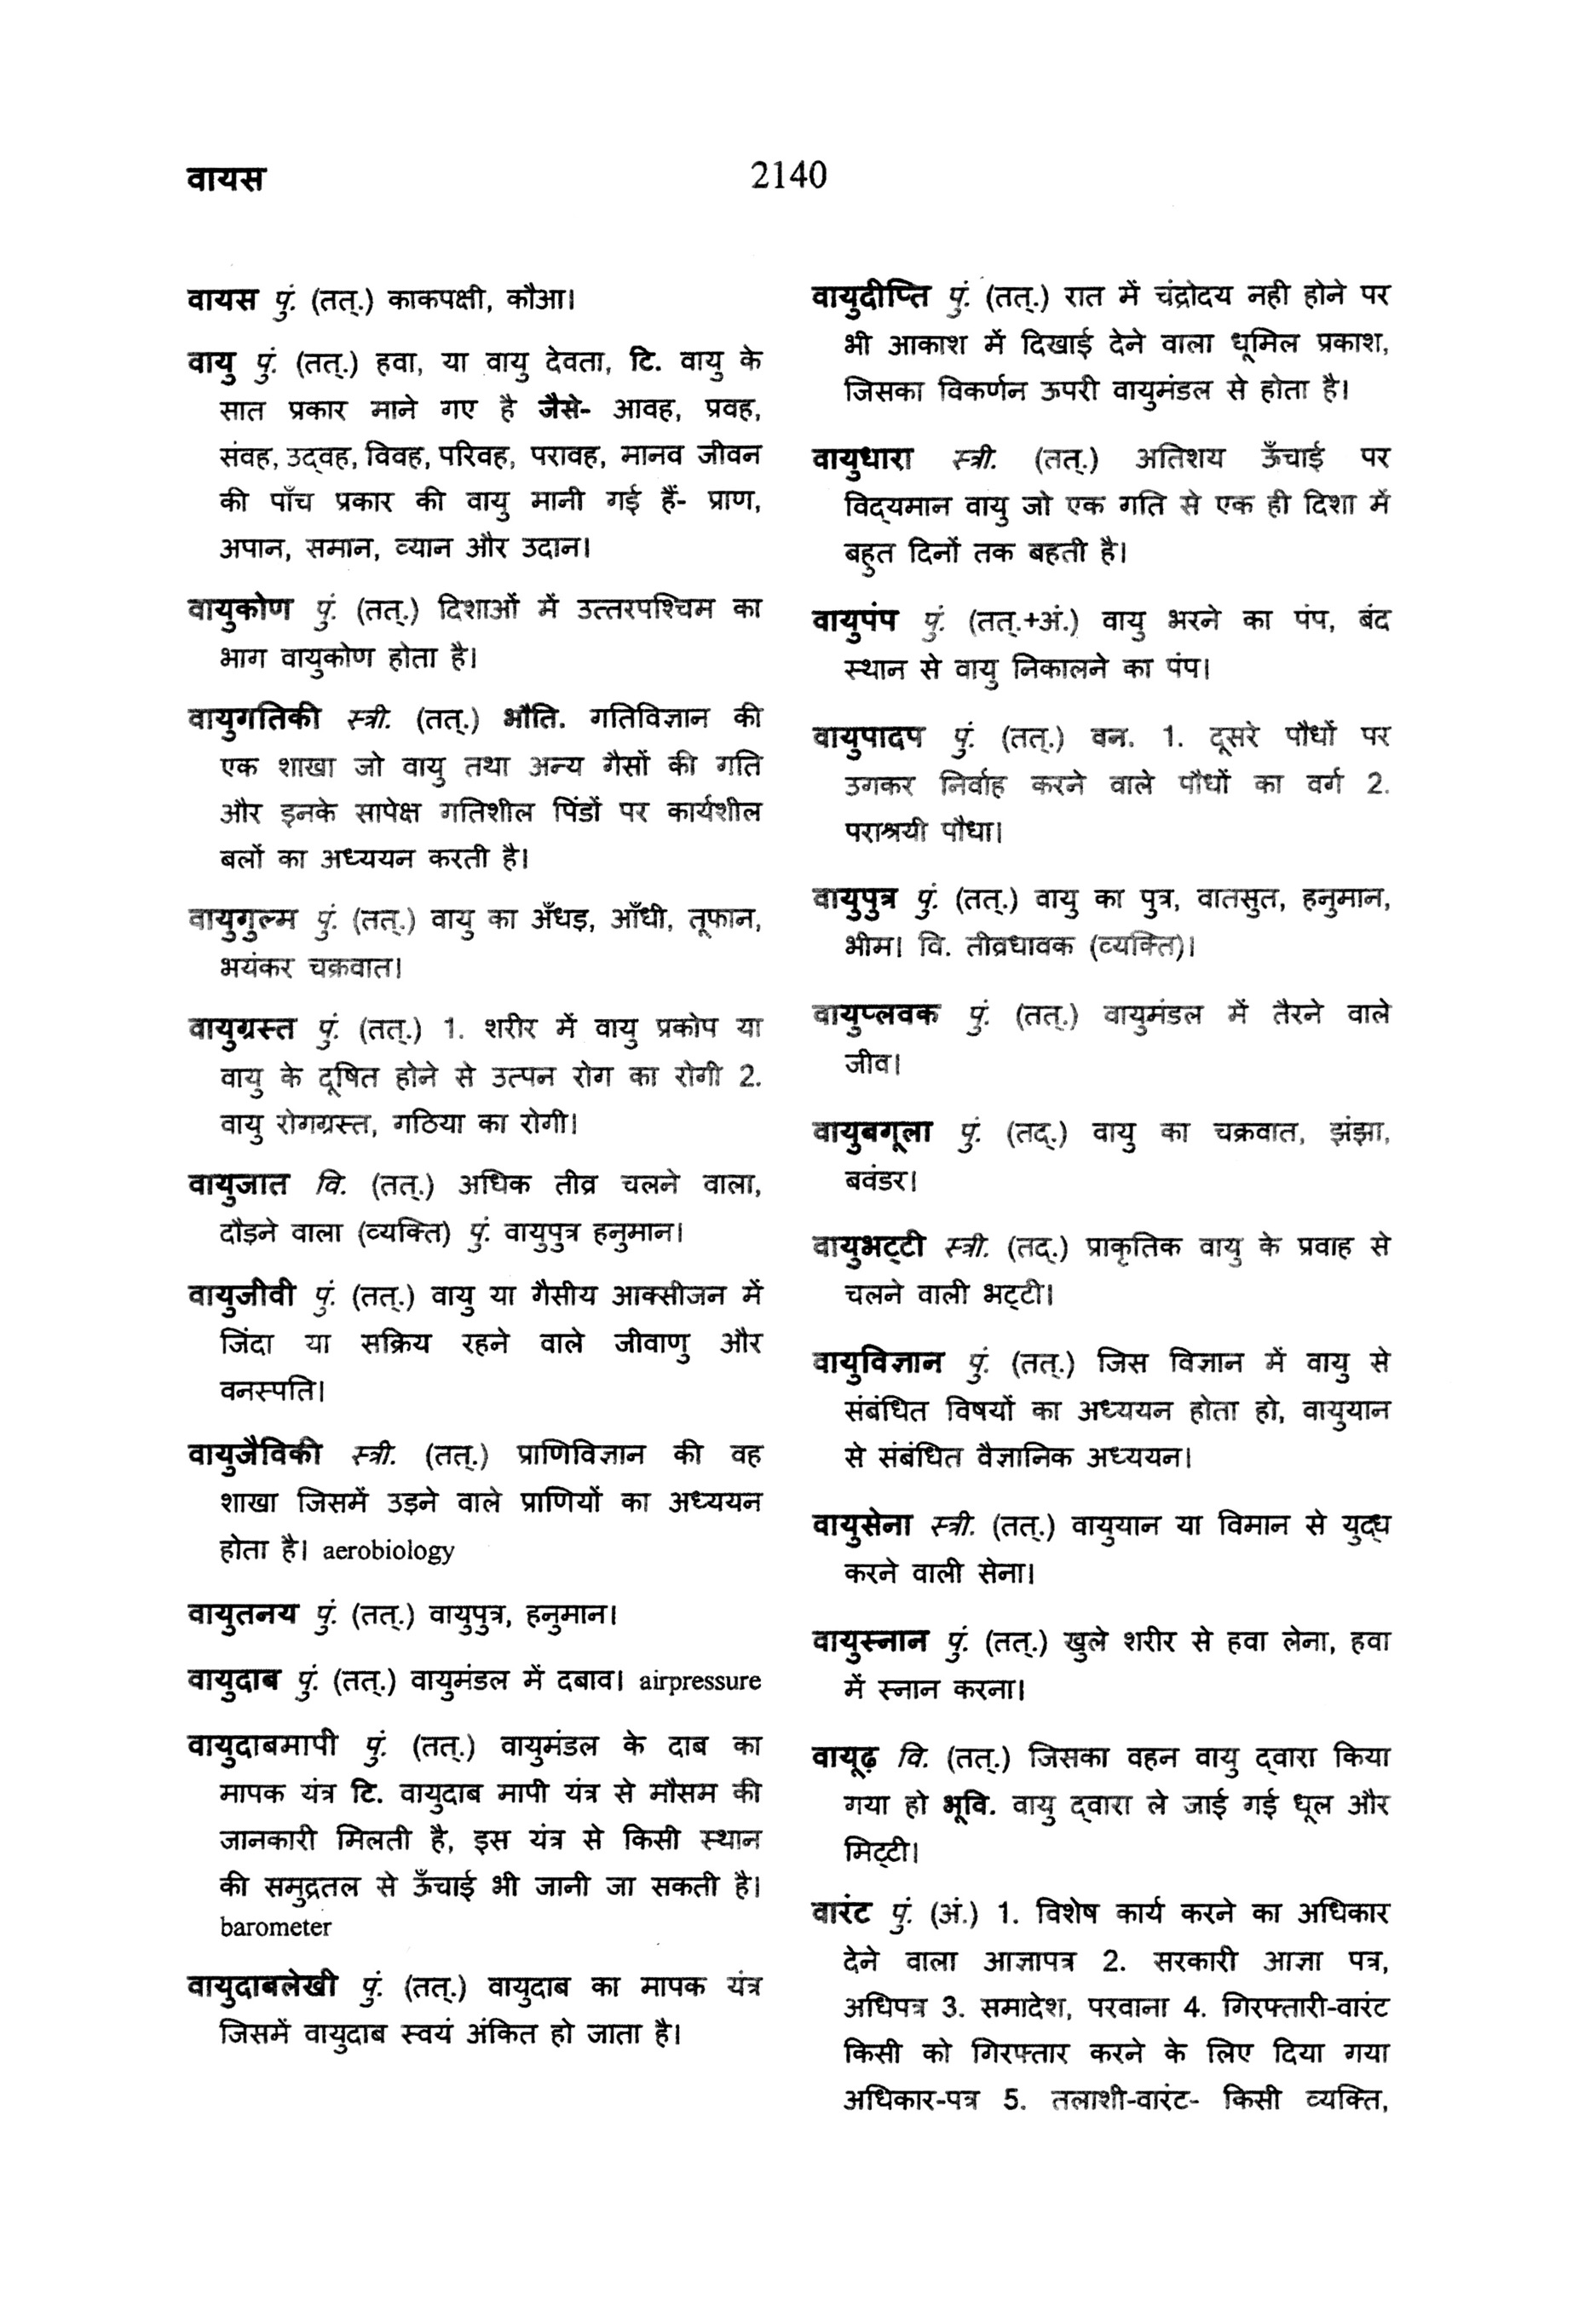 वायस
2140
वायस पुं. (तत्.) काकपक्षी, कौआ।
वायु पुं. (तत्.) हवा, या वायु देवता, टि. वायु के
सात प्रकार माने गए है जैसे- आवह, प्रवह,
संवह, उद्‌वह, विवह, परिवह, परावह, मानव जीवन
की पाँच प्रकार की वायु मानी गई हैं- प्राण,
अपान, समान, व्यान और उदान।
वायुकोण पुं. (तत्.) दिशाओं में उत्तरपश्चिम का
भाग वायुकोण होता है।
वायुगतिकी स्त्री. (तत्.) भौति. गतिविज्ञान की
एक शाखा जो वायु तथा अन्य गैसों की गति
और इनके सापेक्ष गतिशील पिंडों पर कार्यशील
बलों का अध्ययन करती है।
वायुगुल्म पुं. (तत्.) वायु का अँधड़, आँधी, तूफान,
भयंकर चक्रवात।
वायुग्रस्त पुं. (तत्.) 1. शरीर में वायु प्रकोप या
वायु के दूषित होने से उत्पन रोग का रोगी 2.
वायु रोगग्रस्त, गठिया का रोगी।
वायुजात वि. (तत्.) अधिक तीव्र चलने वाला,
दौड़ने वाला (व्यक्ति) पुं. वायुपुत्र हनुमान।
वायुजीवी पुं. (तत्.) वायु या गैसीय आक्सीजन में
जिंदा या सक्रिय रहने वाले जीवाणु और
वनस्पति।
वायुजैविकी स्त्री. (तत्.) प्राणिविज्ञान की वह
शाखा जिसमें उड़ने वाले प्राणियों का अध्ययन
होता है। aerobiology
वायुतनय पुं. (तत्.) वायुपुत्र, हनुमान।
वायुदाब पुं. (तत्.) वायुमंडल में दबाव। airpressure
वायुदाबमापी पुं. (तत्.) वायुमंडल के दाब का
मापक यंत्र टि. वायुदाब मापी यंत्र से मौसम की
जानकारी मिलती है, इस यंत्र से किसी स्थान
की समुद्रतल से ऊँचाई भी जानी जा सकती है।
barometer
वायुदाबलेखी पुं. (तत्.) वायुदाब का मापक यंत्र
जिसमें वायुदाब स्वयं अंकित हो जाता है।
वायुदीप्ति पुं. (तत्.) रात में चंद्रोदय नही होने पर
भी आकाश में दिखाई देने वाला धूमिल प्रकाश,
जिसका विकर्णन ऊपरी वायुमंडल से होता है।
वायुधारा स्त्री. (तत्.) अतिशय ऊँचाई पर
विद्‌यमान वायु जो एक गति से एक ही दिशा में
बहुत दिनों तक बहती है।
वायुपंप पुं. (तत्.+अं.) वायु भरने का पंप, बंद
स्थान से वायु निकालने का पंप।
वायुपादप पुं. (तत्.) वन. 1. दूसरे पौधों पर
उगकर निर्वाह करने वाले पौधों का वर्ग 2.
पराश्रयी पौधा।
वायुपुत्र पुं. (तत्.) वायु का पुत्र, वातसुत, हनुमान,
भीम। वि. तीव्रधावक (व्यक्ति)।
वायुप्लवक पुं. (तत्.) वायुमंडल में तैरने वाले
जीव।
वायुबगूला पुं. (तद्.) वायु का चक्रवात, झंझा,
बवंडर।
वायुभट्‌टी स्त्री. (तद्.) प्राकृतिक वायु के प्रवाह से
चलने वाली भट्‌टी।
वायुविज्ञान पुं. (तत्.) जिस विज्ञान में वायु से
संबंधित विषयों का अध्ययन होता हो, वायुयान
से संबंधित वैज्ञानिक अध्ययन।
वायुसेना स्त्री. (तत्.) वायुयान या विमान से युद्‌ध
करने वाली सेना।
वायुस्नान पुं. (तत्.) खुले शरीर से हवा लेना, हवा
में स्नान करना।
वायूढ़ वि. (तत्.) जिसका वहन वायु द्‌वारा किया
गया हो भूवि. वायु द्‌वारा ले जाई गई धूल और
मिट्‌टी।
वारंट पुं. (अं.) 1. विशेष कार्य करने का अधिकार
देने वाला आज्ञापत्र 2. सरकारी आज्ञा पत्र,
अधिपत्र 3. समादेश, परवाना 4. गिरफ्तारी-वारंट
किसी को गिरफ्तार करने के लिए दिया गया
अधिकार-पत्र 5. तलाशी-वारंट- किसी व्यक्ति,